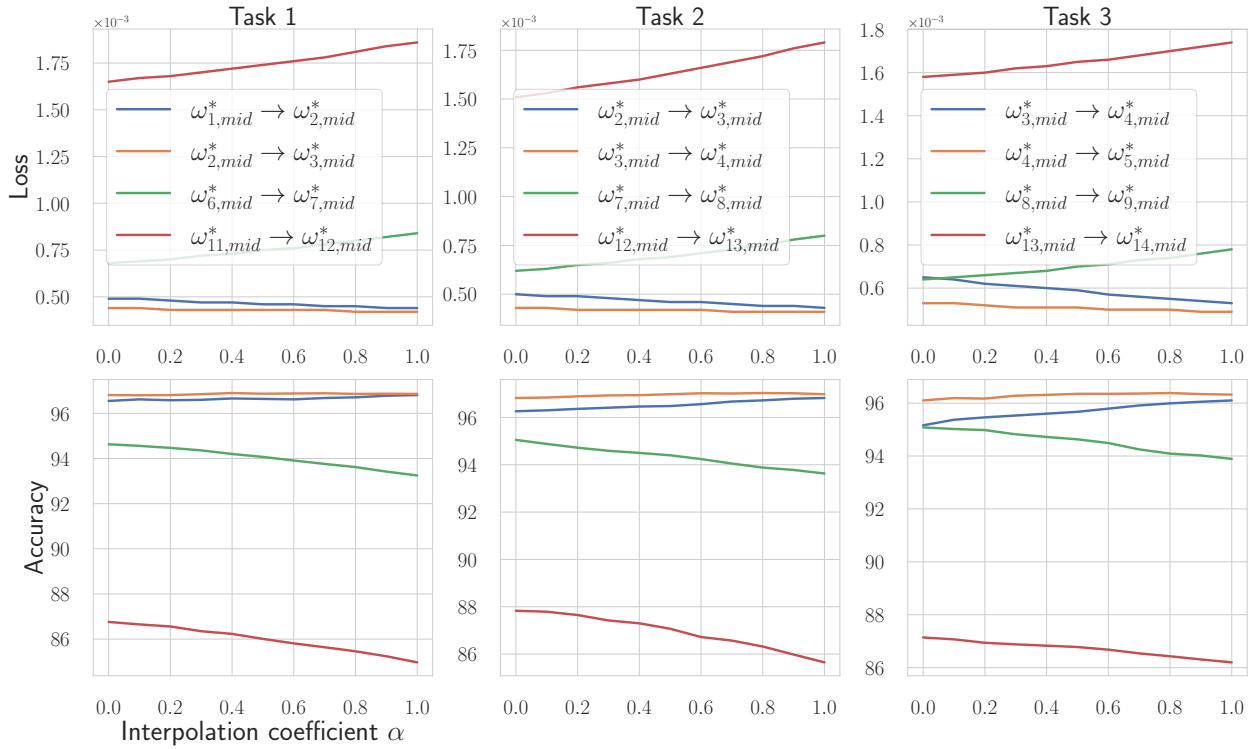 Task 1
Task 2
Task 3
×10⁻³
×10⁻³
×10⁻³
Loss
1.75
1.50
1.25
1.00
0.75
0.50
ω*₁,mid → ω*₂,mid
ω*₂,mid → ω*₃,mid
ω*₆,mid → ω*₇,mid
ω*₁₁,mid → ω*₁₂,mid
0.0 0.2 0.4 0.6 0.8 1.0
1.75
1.50
1.25
1.00
0.75
0.50
ω*₂,mid → ω*₃,mid
ω*₃,mid → ω*₄,mid
ω*₇,mid → ω*₈,mid
ω*₁₂,mid → ω*₁₃,mid
0.0 0.2 0.4 0.6 0.8 1.0
1.8
1.6
1.4
1.2
1.0
0.8
0.6
ω*₃,mid → ω*₄,mid
ω*₄,mid → ω*₅,mid
ω*₈,mid → ω*₉,mid
ω*₁₃,mid → ω*₁₄,mid
0.0 0.2 0.4 0.6 0.8 1.0
Accuracy
96
94
92
90
88
86
0.0 0.2 0.4 0.6 0.8 1.0
Interpolation coefficient α
96
94
92
90
88
86
0.0 0.2 0.4 0.6 0.8 1.0
96
94
92
90
88
86
0.0 0.2 0.4 0.6 0.8 1.0